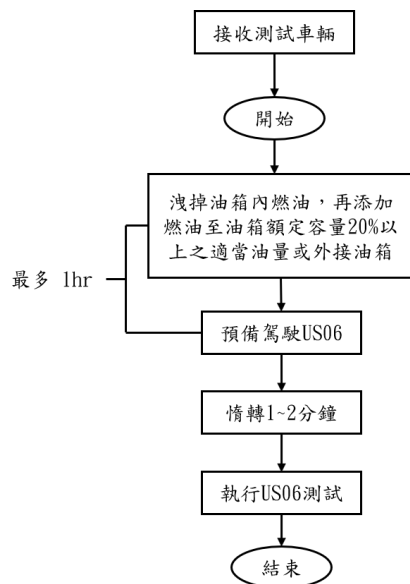 接收測試車輛
開始
洩掉油箱內燃油，再添加
燃油至油箱額定容量20%以
上之適當油量或外接油箱
最多 1hr
預備駕駛US06
惰轉1~2分鐘
執行US06測試
結束